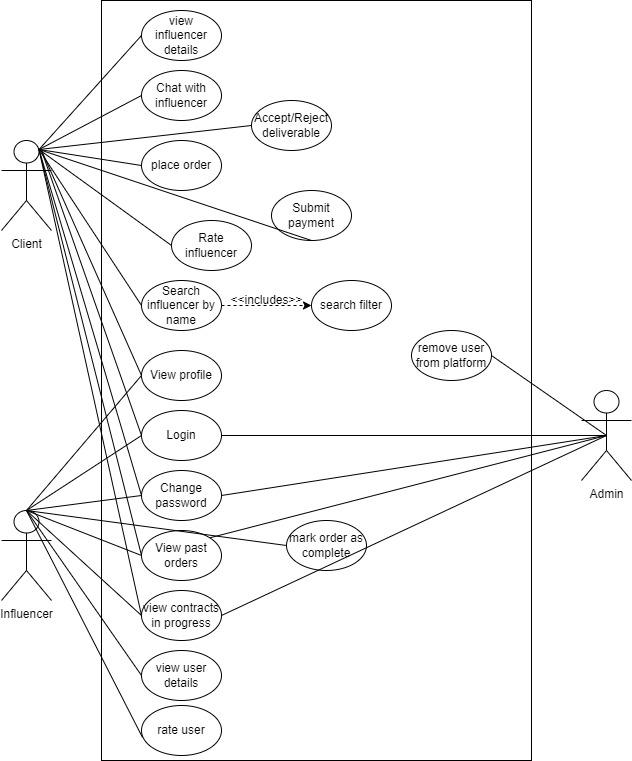 view
influencer
details
Chat with
influencer
Accept/Reject
deliverable
place order
Submit
payment
Client
Rate
influencer
Search
influencer by
name
<<includes>>
search filter
remove user
from platform
View profile
Login
Admin
Change
password
mark order as
complete
View past
orders
Influencer
view contracts
in progress
view user
details
rate user